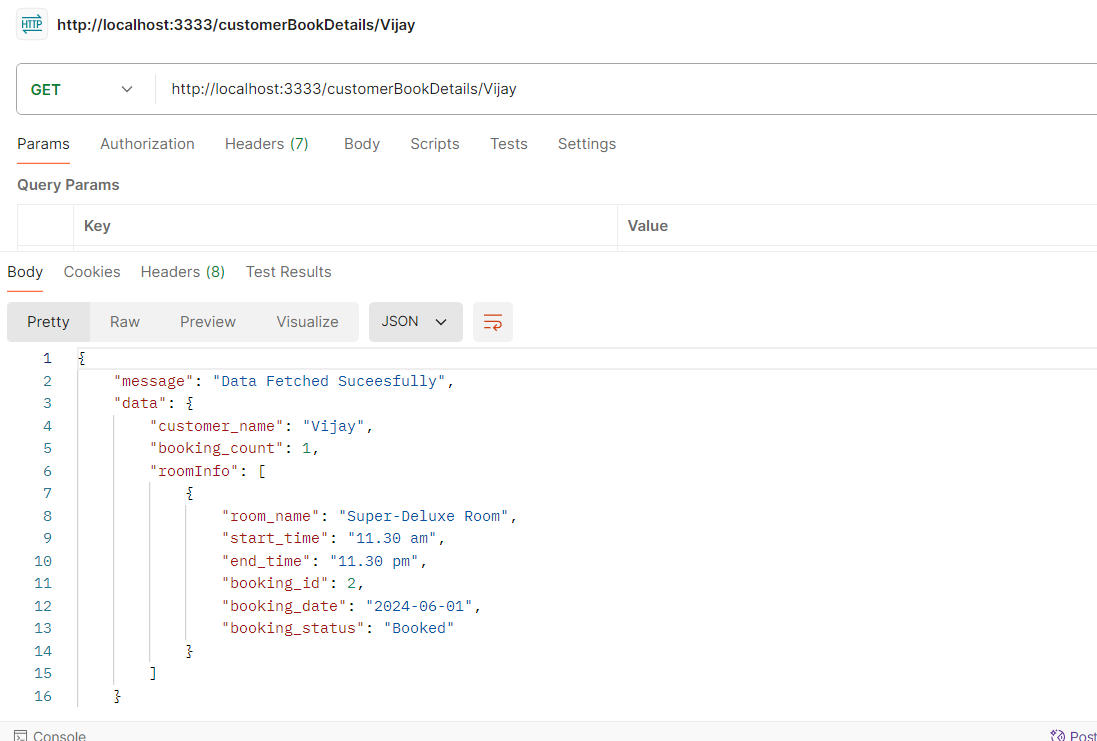 HTTP http://localhost:3333/customerBookDetails/Vijay
GET http://localhost:3333/customerBookDetails/Vijay
Params Authorization Headers (7) Body Scripts Tests Settings
Query Params
Key Value
Body Cookies Headers (8) Test Results
Pretty Raw Preview Visualize JSON
1 {
2 "message": "Data Fetched Suceesfully",
3 "data": {
4 "customer_name": "Vijay",
5 "booking_count": 1,
6 "roomInfo": [
7 {
8 "room_name": "Super-Deluxe Room",
9 "start_time": "11.30 am",
10 "end_time": "11.30 pm",
11 "booking_id": 2,
12 "booking_date": "2024-06-01",
13 "booking_status": "Booked"
14 }
15 ]
16 }
Console Post